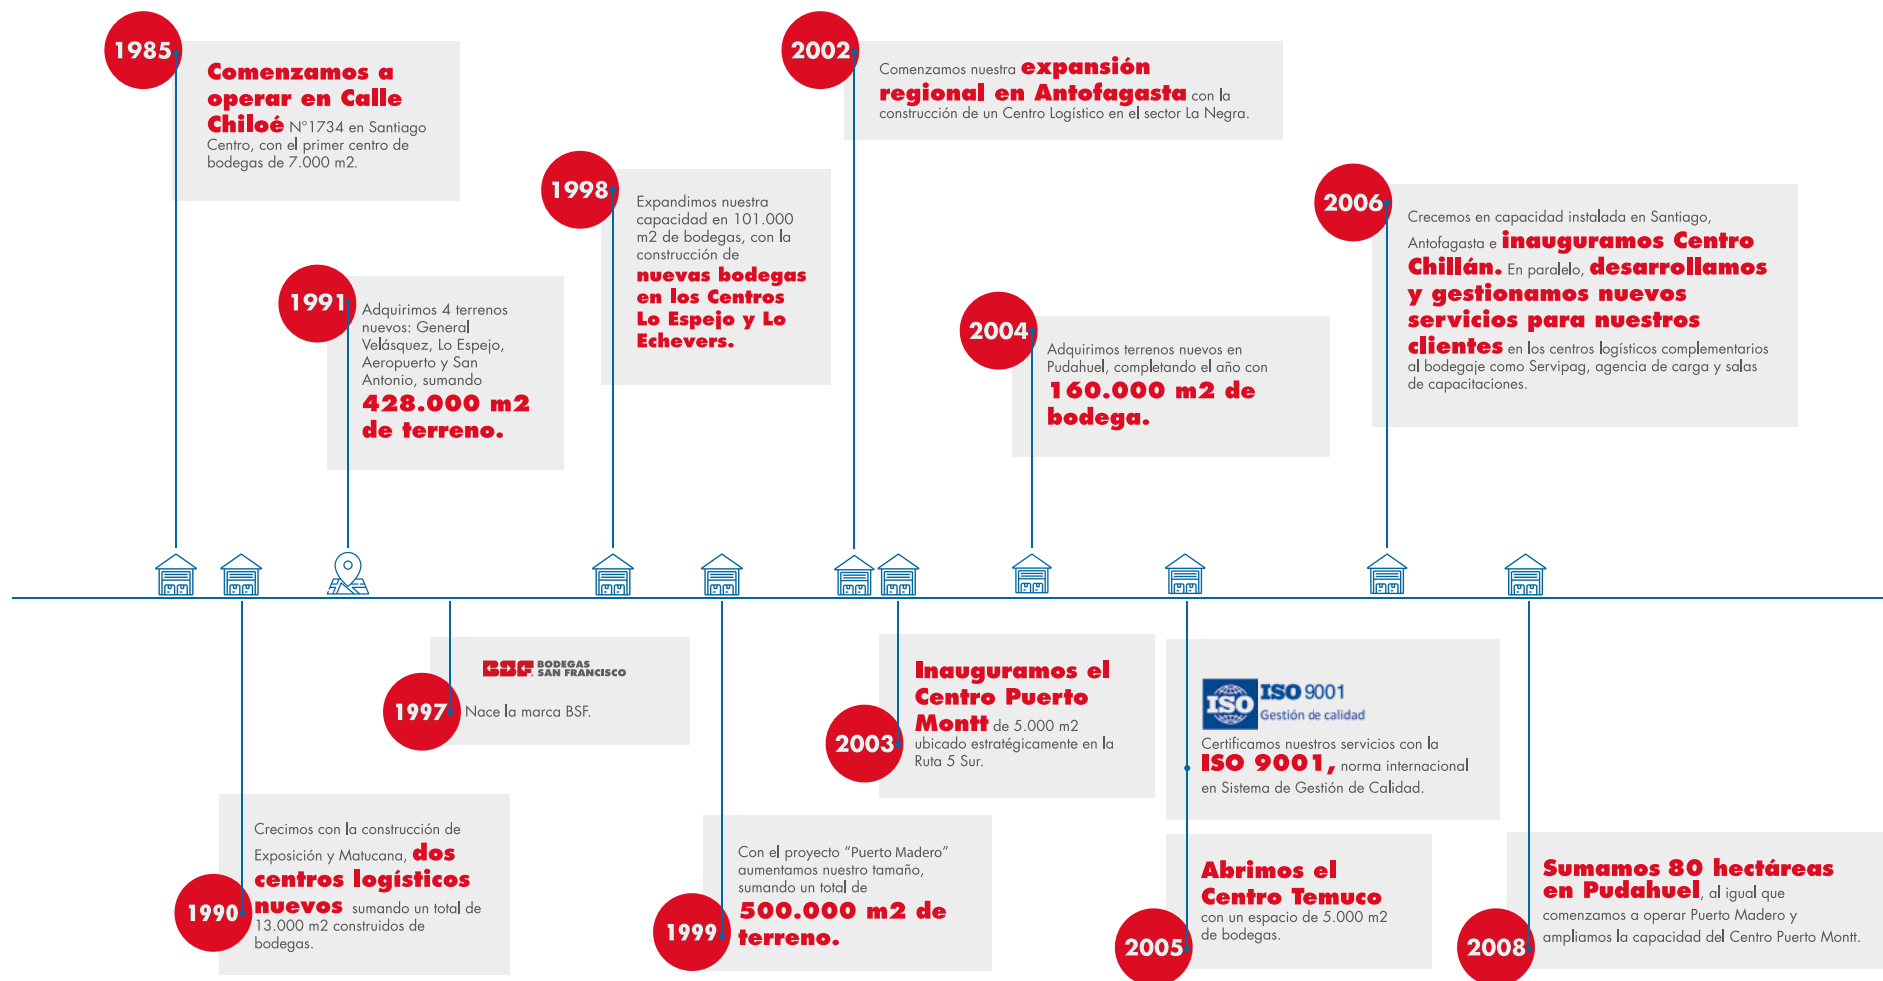 1985
Comenzamos a
operar en Calle
Chiloé N°1734 en Santiago
Centro, con el primer centro de
bodegas de 7.000 m2.
2002
Comenzamos nuestra expansión
regional en Antofagasta con la
construcción de un Centro Logístico en el sector La Negra.
1998
Expandimos nuestra
capacidad en 101.000
m2 de bodegas, con la
construcción de
nuevas bodegas
en los Centros
Lo Espejo y Lo
Echevers.
2006
Crecemos en capacidad instalada en Santiago,
Antofagasta e inauguramos Centro
Chillán. En paralelo, desarrollamos
y gestionamos nuevos
servicios para nuestros
clientes en los centros logísticos complementarios
al bodegaje como Servipag, agencia de carga y salas
de capacitaciones.
1991
Adquirimos 4 terrenos
nuevos: General
Velásquez, Lo Espejo,
Aeropuerto y San
Antonio, sumando
428.000 m2
de terreno.
2004
Adquirimos terrenos nuevos en
Pudahuel, completando el año con
160.000 m2 de
bodega.
BSF. BODEGAS
SAN FRANCISCO
1997
Nace la marca BSF.
2003
Inauguramos el
Centro Puerto
Montt de 5.000 m2
ubicado estratégicamente en la
Ruta 5 Sur.
ISO
ISO 9001
Gestión de calidad
Certificamos nuestros servicios con la
ISO 9001, norma internacional
en Sistema de Gestión de Calidad.
1990
Crecimos con la construcción de
Exposición y Matucana, dos
centros logísticos
nuevos sumando un total de
13.000 m2 construidos de
bodegas.
1999
Con el proyecto “Puerto Madero”
aumentamos nuestro tamaño,
sumando un total de
500.000 m2 de
terreno.
2005
Abrimos el
Centro Temuco
con un espacio de 5.000 m2
de bodegas.
2008
Sumamos 80 hectáreas
en Pudahuel, al igual que
comenzamos a operar Puerto Madero y
ampliamos la capacidad del Centro Puerto Montt.